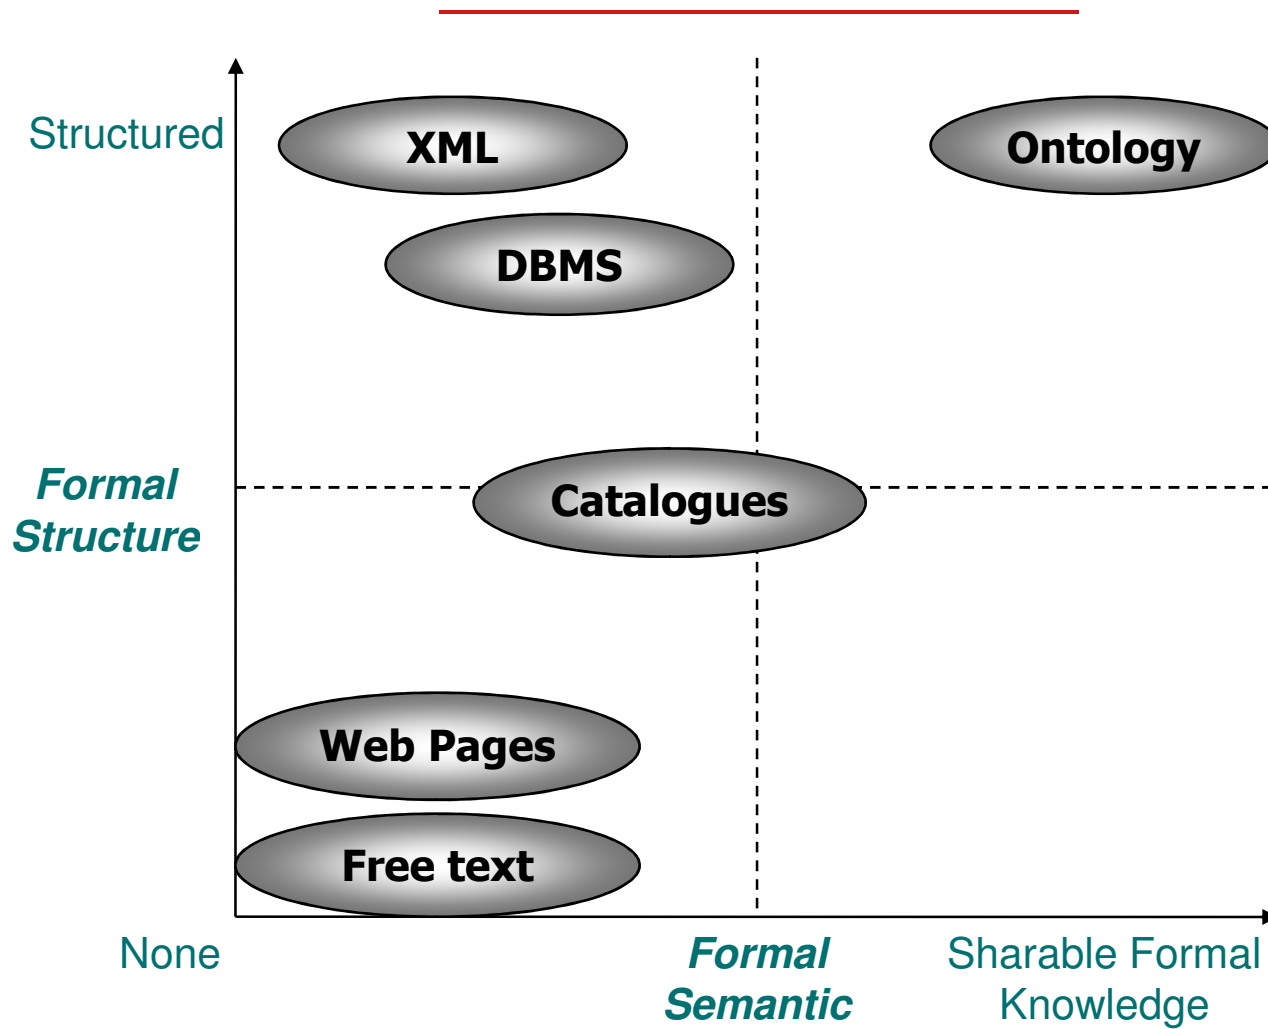 Structured
XML
Ontology
DBMS
Formal
Structure
Catalogues
Web Pages
Free text
None
Formal
Semantic
Sharable Formal
Knowledge